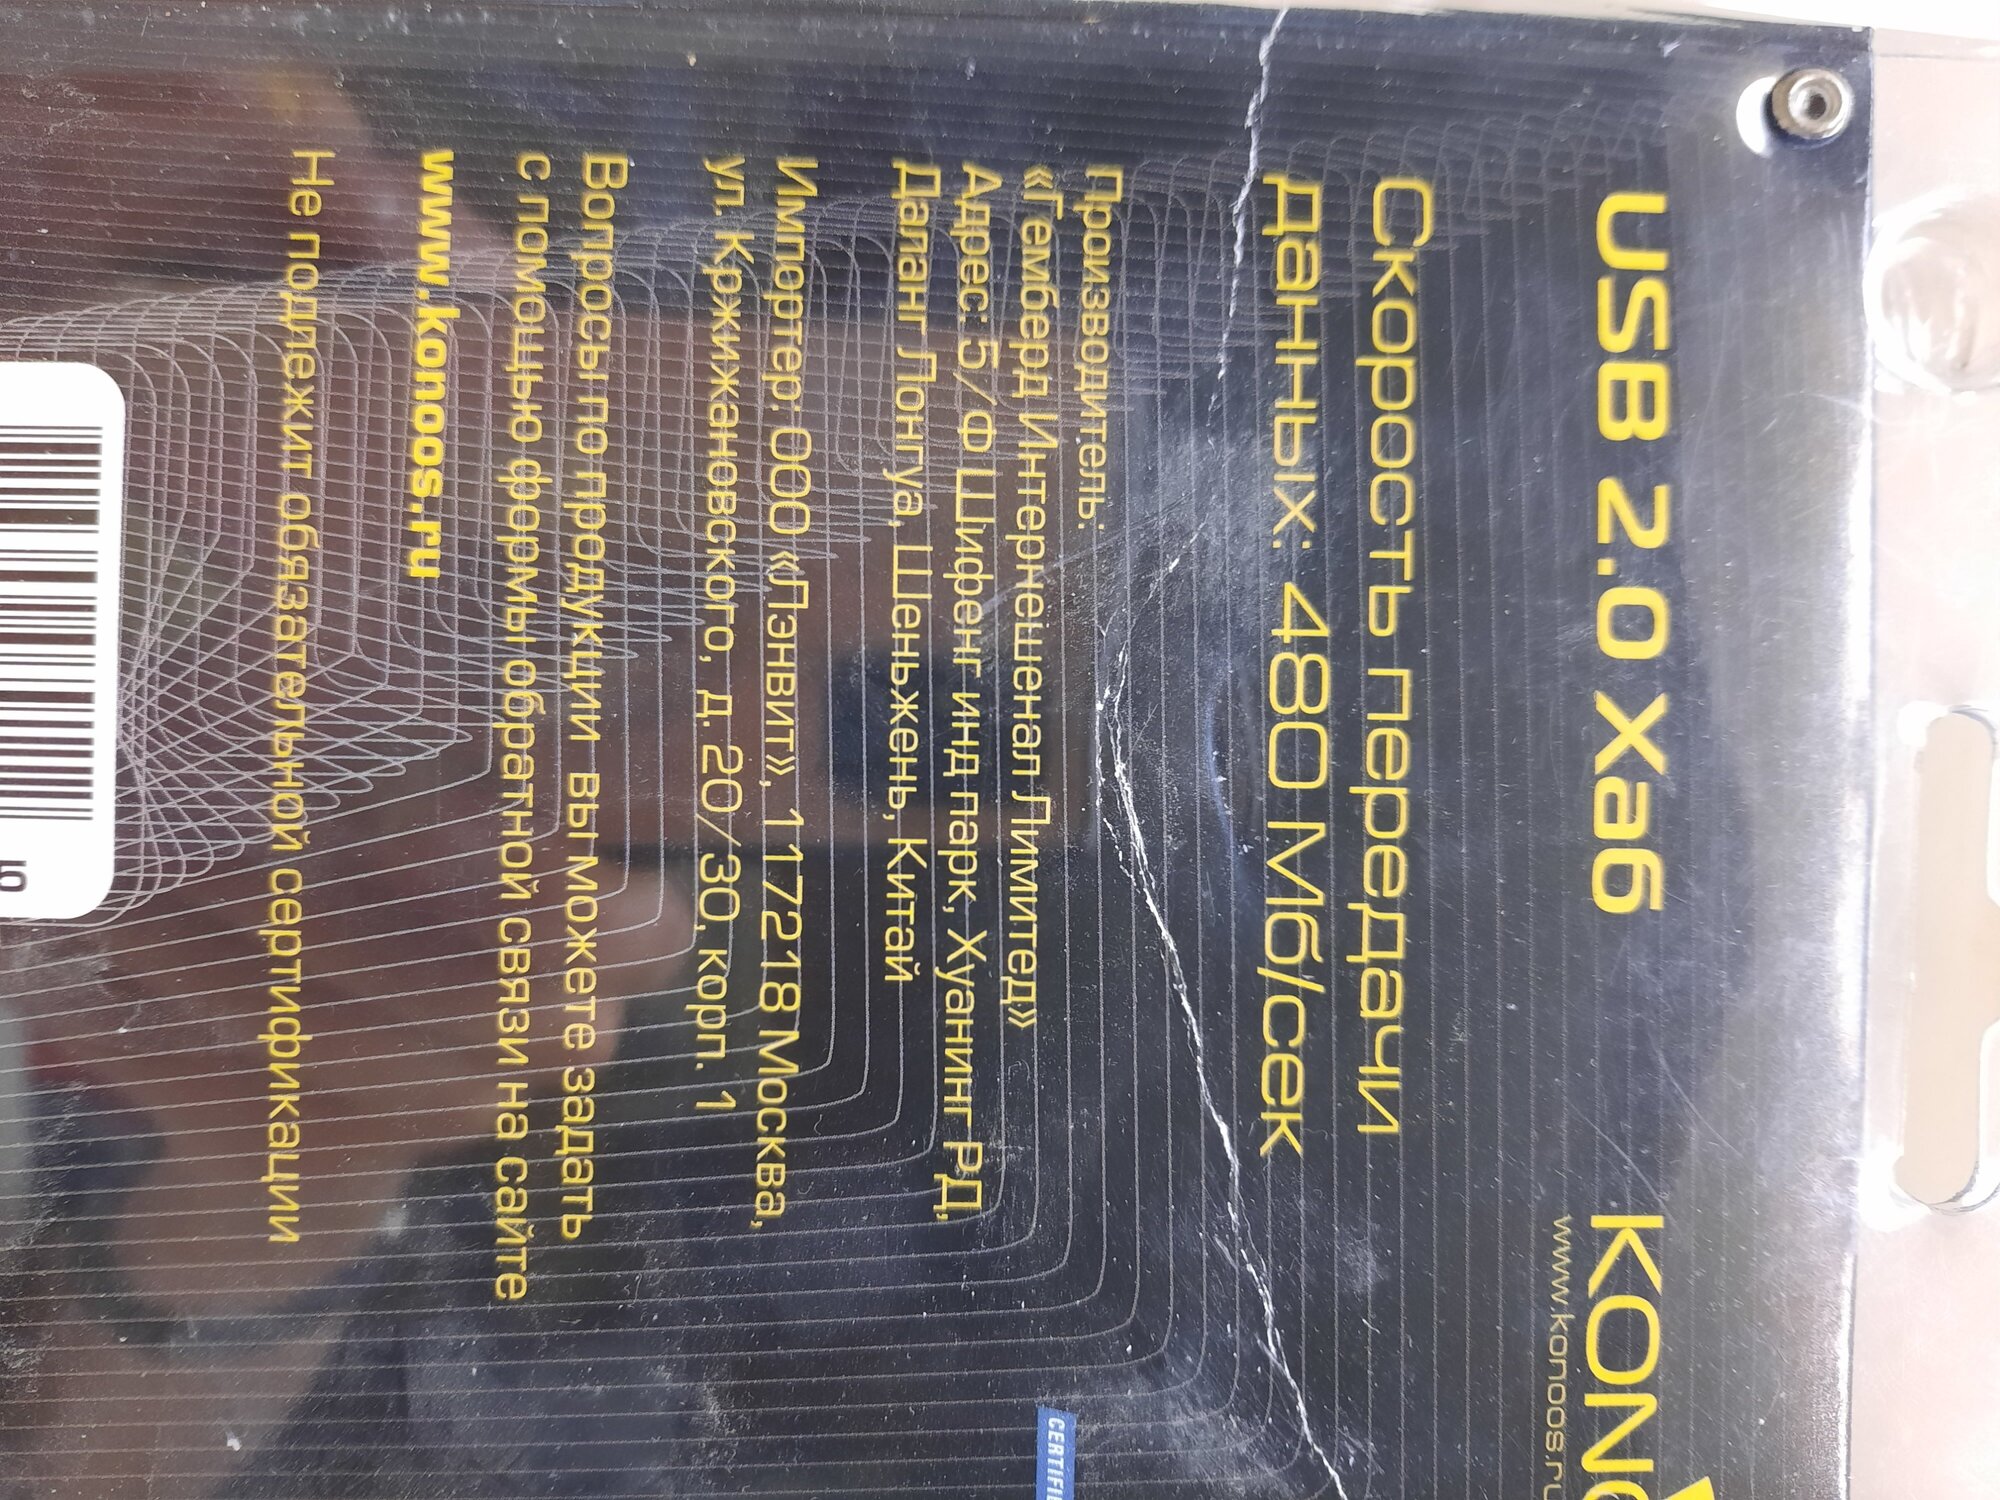 USB 2.0 Хаб
www.konoos.ru
Скорость передачи
данных: 480 Мб/сек
Производитель:
«Гемберд Интернешенал Лимитед»
Адрес: 5/Ф Шифенг инд парк, Хуанинг РД,
Даланг Лонгуа, Шеньжень, Китай
Импортер: ООО «Лэнвит», 117218 Москва,
ул. Кржижановского, д. 20/30, корп. 1
Вопросы по продукции вы можете задать
с помощью формы обратной связи на сайте
www.konoos.ru
Не подлежит обязательной сертификации